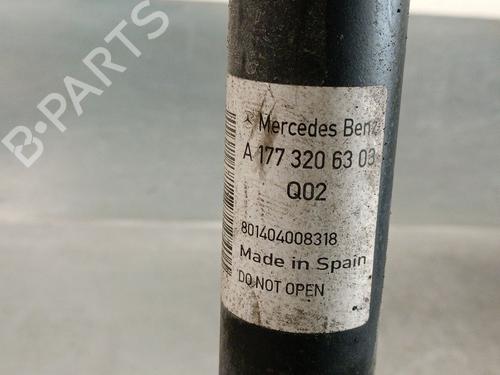 B-PARTS
Mercedes Benz
A 177 320 63 03
Q02
801404008318
Made in Spain
DO NOT OPEN